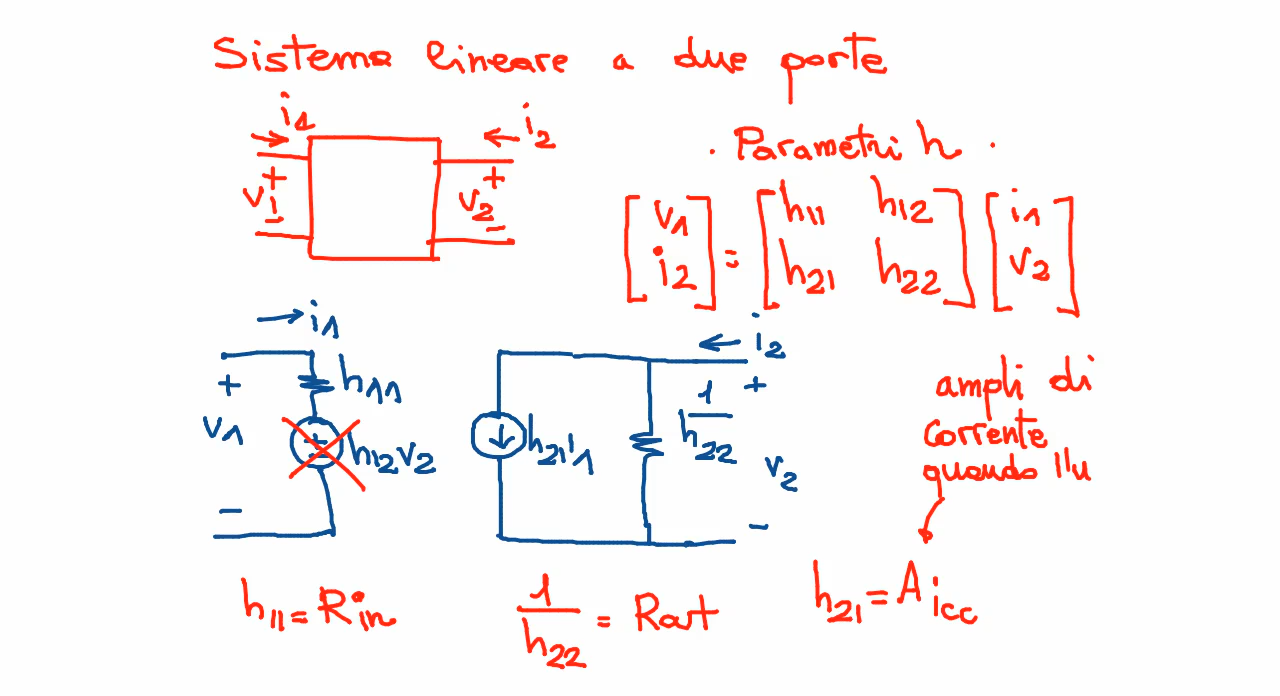 Sistema lineare a due porte
i1 i2
+ +
v1 v2
- -
. Parametri h .
[v1 i2] = [h11 h12 h21 h22] [i1 v2]
i1 i2
+ h11 1/h22 +
v1 + - h12v2 h21i1 v2
- -
ampli di
corrente
quando l'u
h11 = Rin
1/h22 = Rout
h21 = Aicc